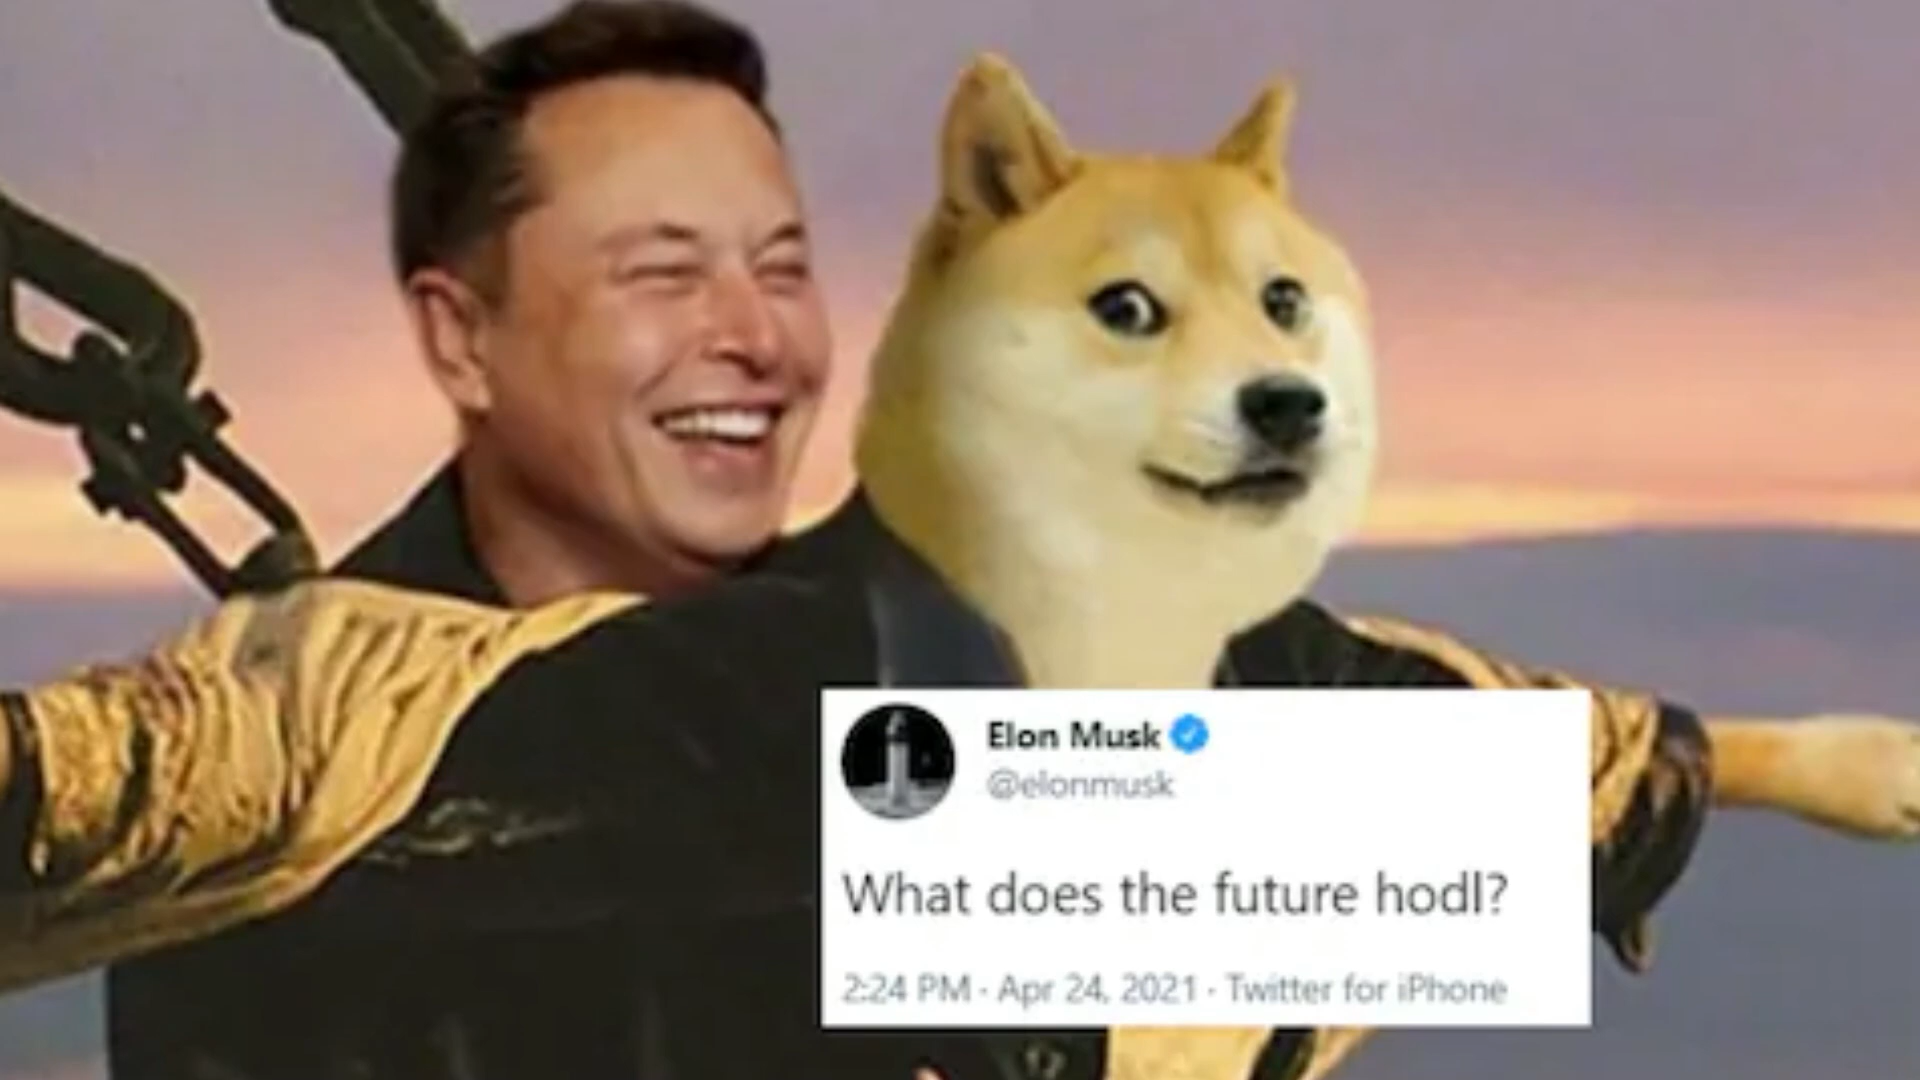 Elon Musk
@elonmusk
What does the future hodl?
2:24 PM · Apr 24, 2021 · Twitter for iPhone